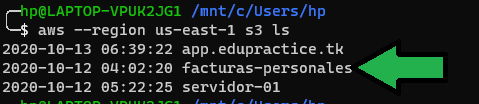 hp@LAPTOP-VPUK2JG1 /mnt/c/Users/hp
$ aws --region us-east-1 s3 ls
2020-10-13 06:39:22 app.edupractice.tk
2020-10-12 04:02:20 facturas-personales
2020-10-12 05:22:25 servidor-01